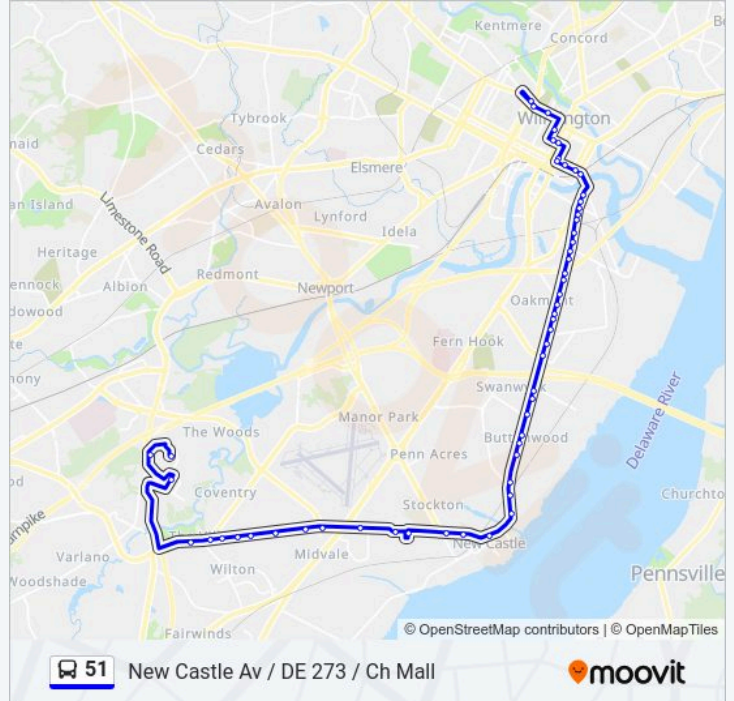 Kentmere
Concord
Tybrook
Wilmington
Cedars
Elsmere
Limestone Road
Avalon
Lynford
Idela
Heritage
Redmont
Albion
Newport
Fern Hook
Swanwyck
Manor Park
The Woods
Delaware River
Penn Acres
Buttonwood
Coventry
Stockton
Churchto
New Castle
Varlano
Midvale
Wilton
Pennsville
Woodshade
Fairwinds
© OpenStreetMap contributors | © OpenMapTiles
51 New Castle Av / DE 273 / Ch Mall
moovit